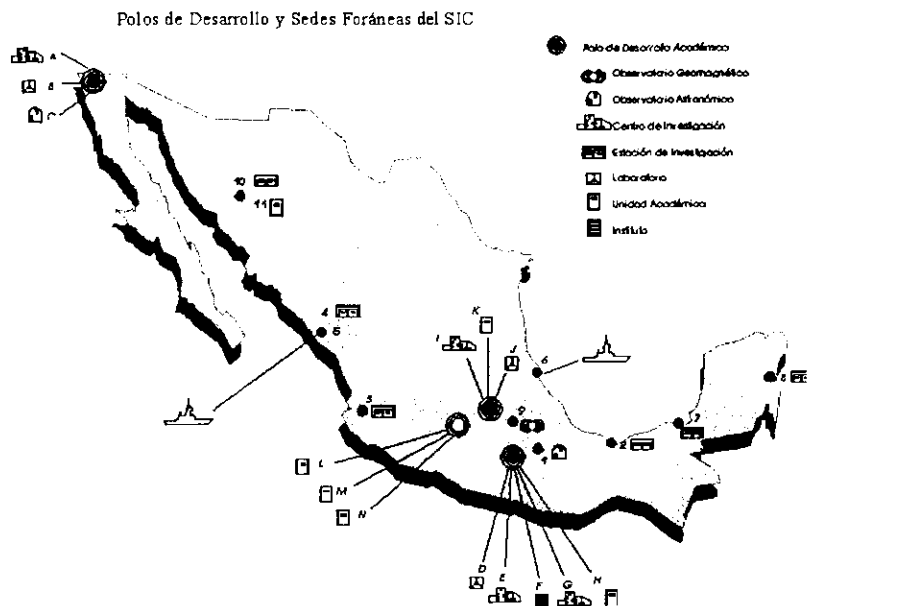 Polos de Desarrollo y Sedes Foráneas del SIC
Polo de Desarrollo Académico
Observatorio Geomagnético
Observatorio Astronómico
Centro de Investigación
Estación de Investigación
Laboratorio
Unidad Académica
Instituto
A
B
C
10
11
4
5
K
I
J
6
3
9
8
7
2
1
L
M
N
D
E
F
G
H